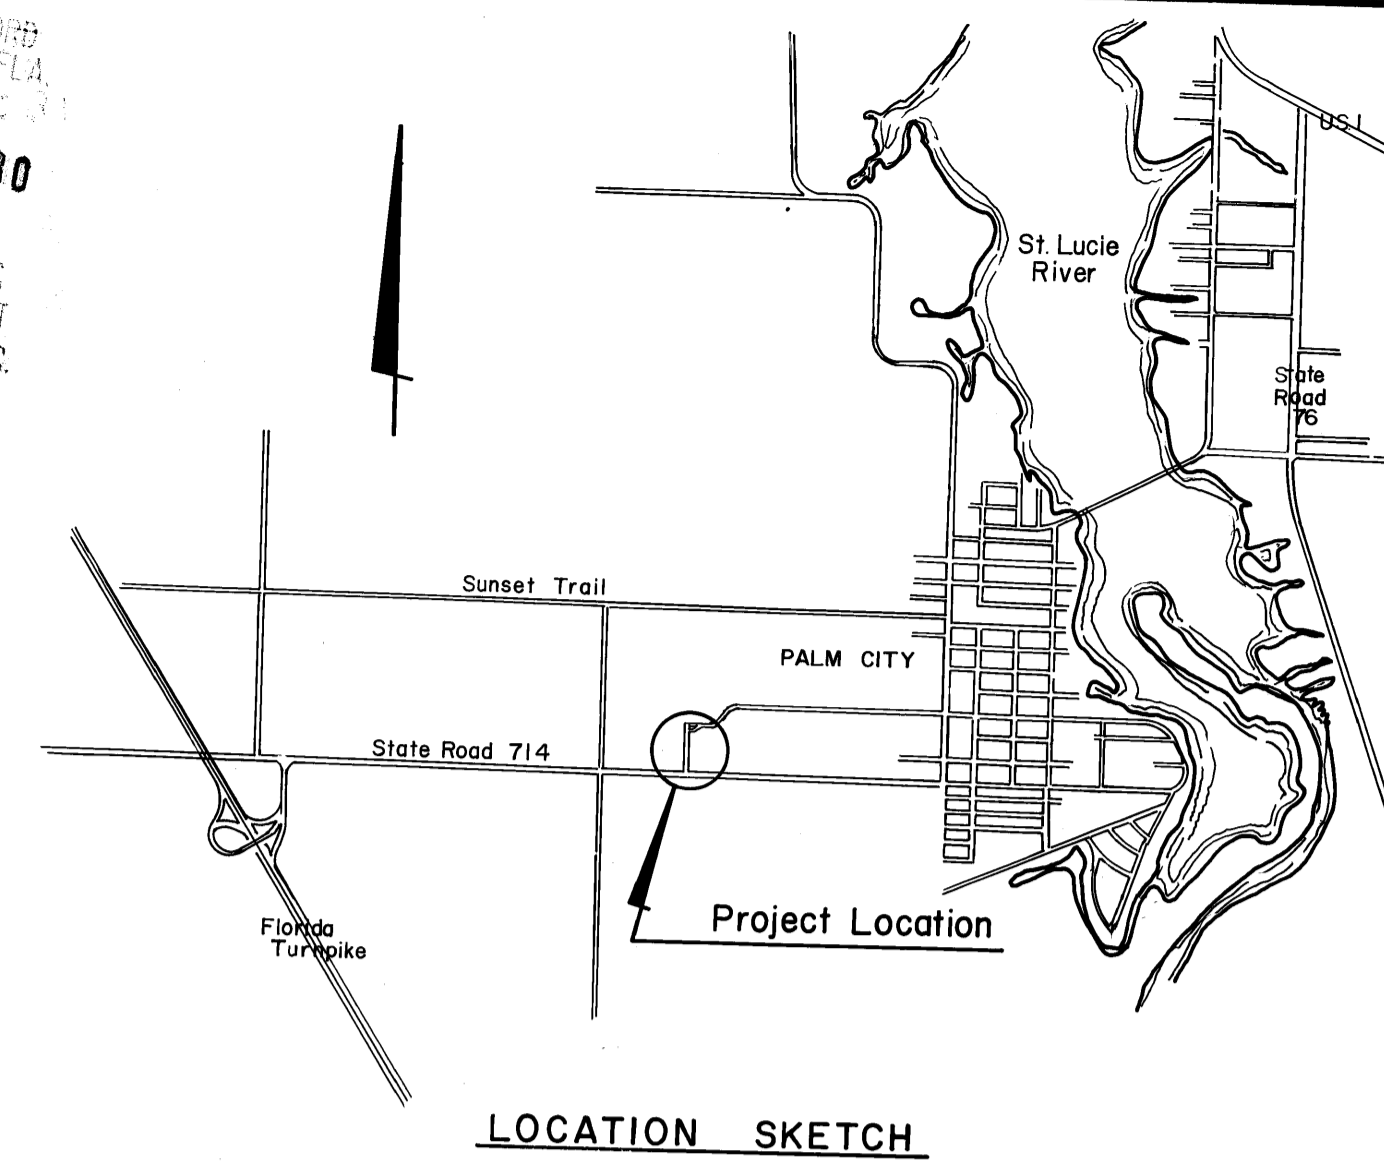 FLA.
US.1
St. Lucie
River
State
Road
76
Sunset Trail
PALM CITY
State Road 714
Project Location
Florida
Turnpike
LOCATION SKETCH